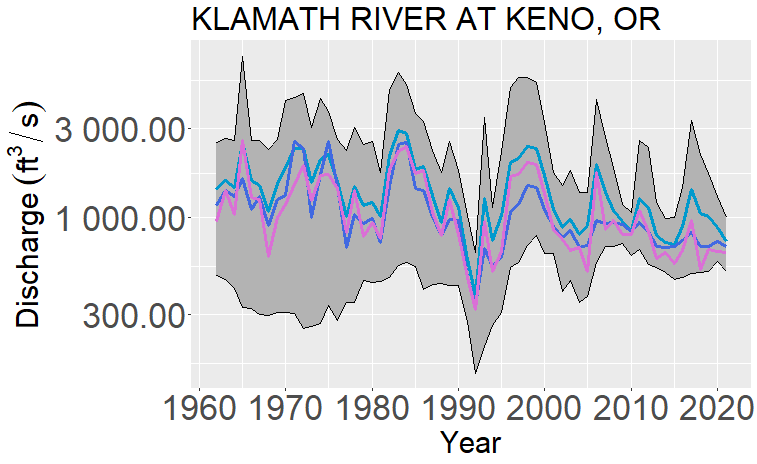 KLAMATH RIVER AT KENO, OR
Discharge (ft³/s)
3 000.00
1 000.00
300.00
1960 1970 1980 1990 2000 2010 2020
Year